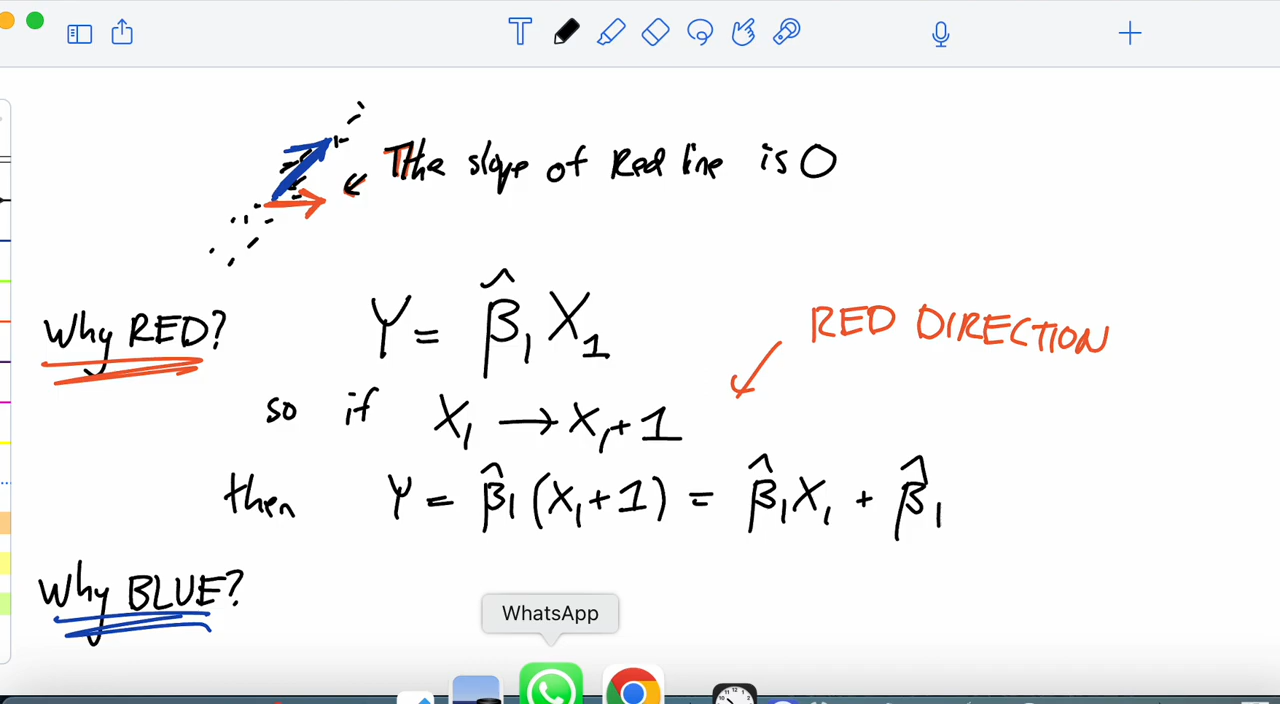 The slope of Red line is 0
Why RED?
Y = β̂₁ X₁
RED DIRECTION
so if X₁ → X₁+1
then Y = β̂₁ (X₁+1) = β̂₁X₁ + β̂₁
Why BLUE?
WhatsApp